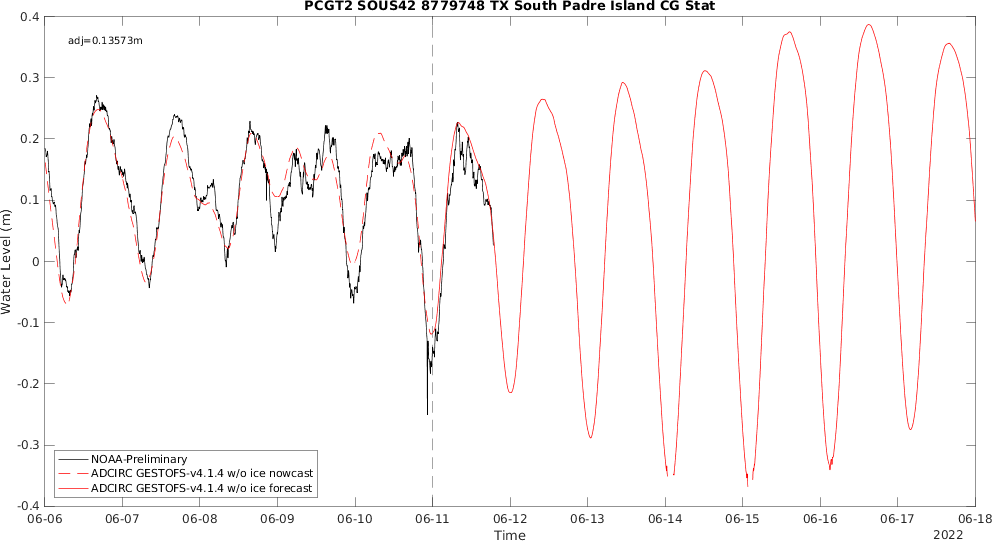 PCGT2 SOUS42 8779748 TX South Padre Island CG Stat
adj=0.13573m
0.4
0.3
0.2
0.1
0
-0.1
-0.2
-0.3
-0.4
Water Level (m)
NOAA-Preliminary
ADCIRC GESTOFS-v4.1.4 w/o ice nowcast
ADCIRC GESTOFS-v4.1.4 w/o ice forecast
06-06 06-07 06-08 06-09 06-10 06-11 06-12 06-13 06-14 06-15 06-16 06-17 06-18
Time
2022